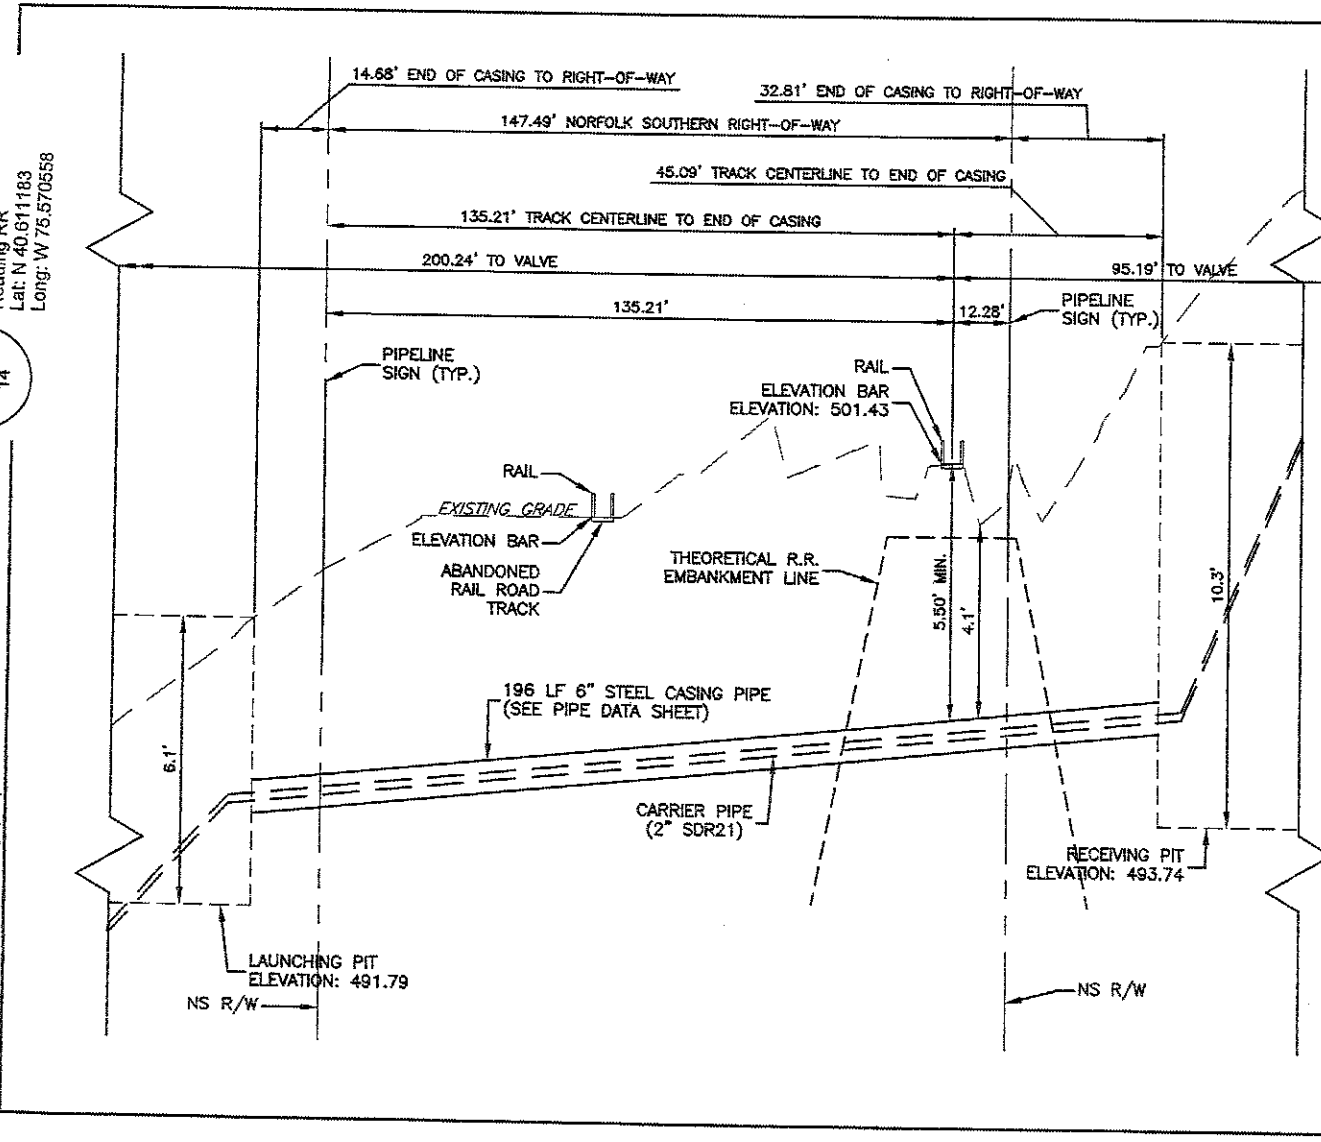 14.68' END OF CASING TO RIGHT-OF-WAY
32.81' END OF CASING TO RIGHT-OF-WAY
147.49' NORFOLK SOUTHERN RIGHT-OF-WAY
45.09' TRACK CENTERLINE TO END OF CASING
135.21' TRACK CENTERLINE TO END OF CASING
200.24' TO VALVE
95.19' TO VALVE
135.21'
12.28'
PIPELINE
SIGN (TYP.)
PIPELINE
SIGN (TYP.)
RAIL
ELEVATION BAR
ELEVATION: 501.43
RAIL
EXISTING GRADE
ELEVATION BAR
ABANDONED
RAIL ROAD
TRACK
THEORETICAL R.R.
EMBANKMENT LINE
5.50' MIN.
4.1'
10.3'
6.1'
196 LF 6" STEEL CASING PIPE
(SEE PIPE DATA SHEET)
CARRIER PIPE
(2" SDR21)
RECEIVING PIT
ELEVATION: 493.74
LAUNCHING PIT
ELEVATION: 491.79
NS R/W
NS R/W
Reading RR
Lat: N 40.611183
Long: W 75.570558
14